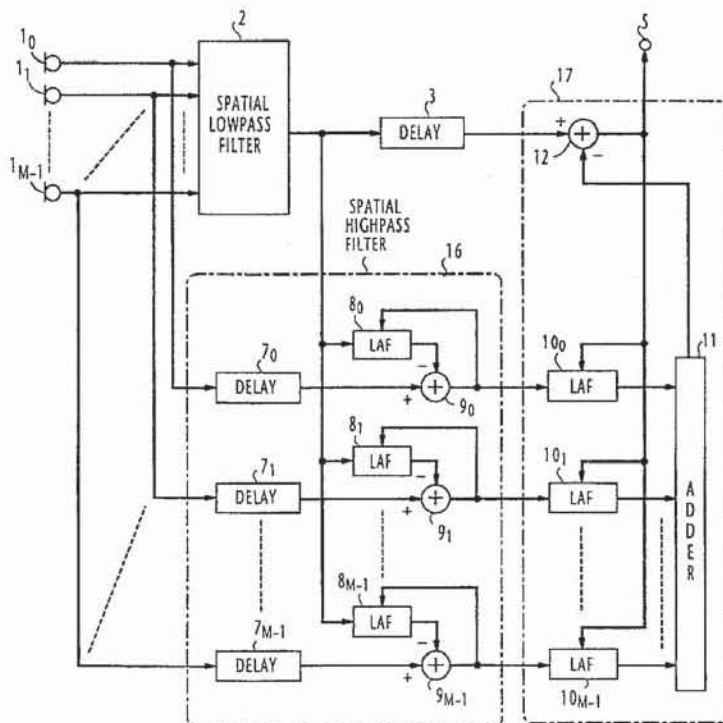 2
5
1₀
1₁
1M-1
SPATIAL
LOWPASS
FILTER
3
DELAY
17
+
12
−
SPATIAL
HIGHPASS
FILTER
16
8₀
LAF
−
7₀
DELAY
+
9₀
10₀
LAF
11
ADDER
8₁
LAF
−
7₁
DELAY
+
9₁
10₁
LAF
8M-1
LAF
−
7M-1
DELAY
+
9M-1
LAF
10M-1